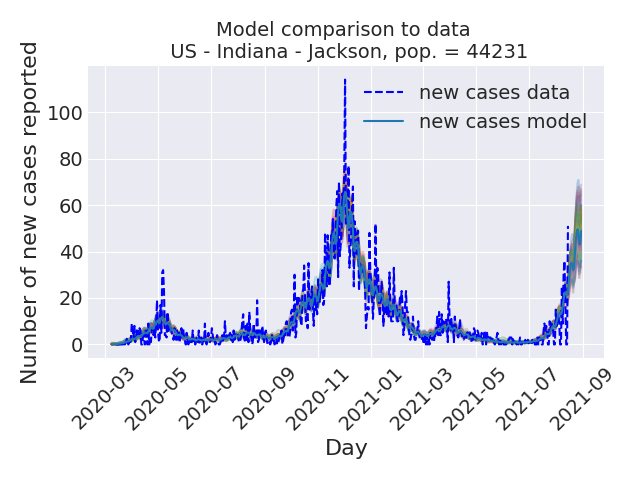 Model comparison to data
US - Indiana - Jackson, pop. = 44231
Number of new cases reported
100
80
60
40
20
0
new cases data
new cases model
2020-03
2020-05
2020-07
2020-09
2020-11
2021-01
2021-03
2021-05
2021-07
2021-09
Day